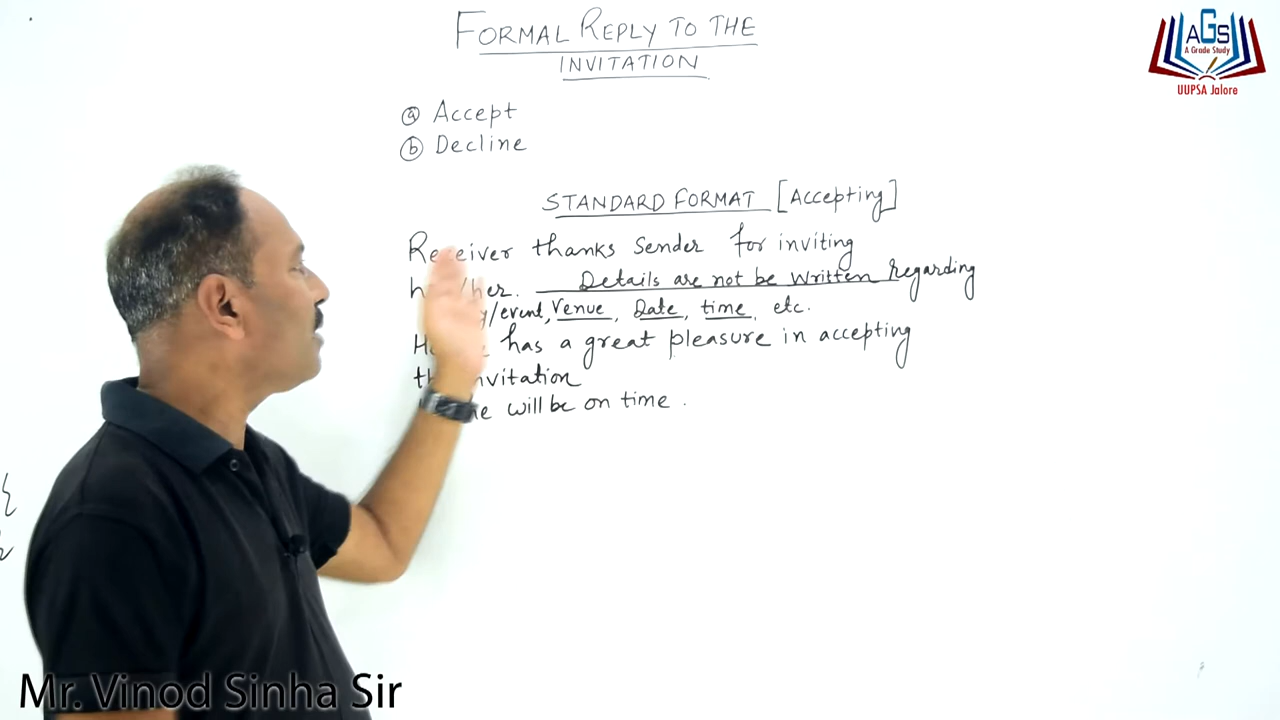 FORMAL REPLY TO THE
INVITATION
AGS
A Grade Study
UUPSA Jalore
ⓐ Accept
ⓑ Decline
STANDARD FORMAT [Accepting]
Receiver thanks sender for inviting
her. Details are not be written regarding
/event, Venue, Date, time, etc.
has a great pleasure in accepting
invitation
will be on time.
Mr. Vinod Sinha Sir